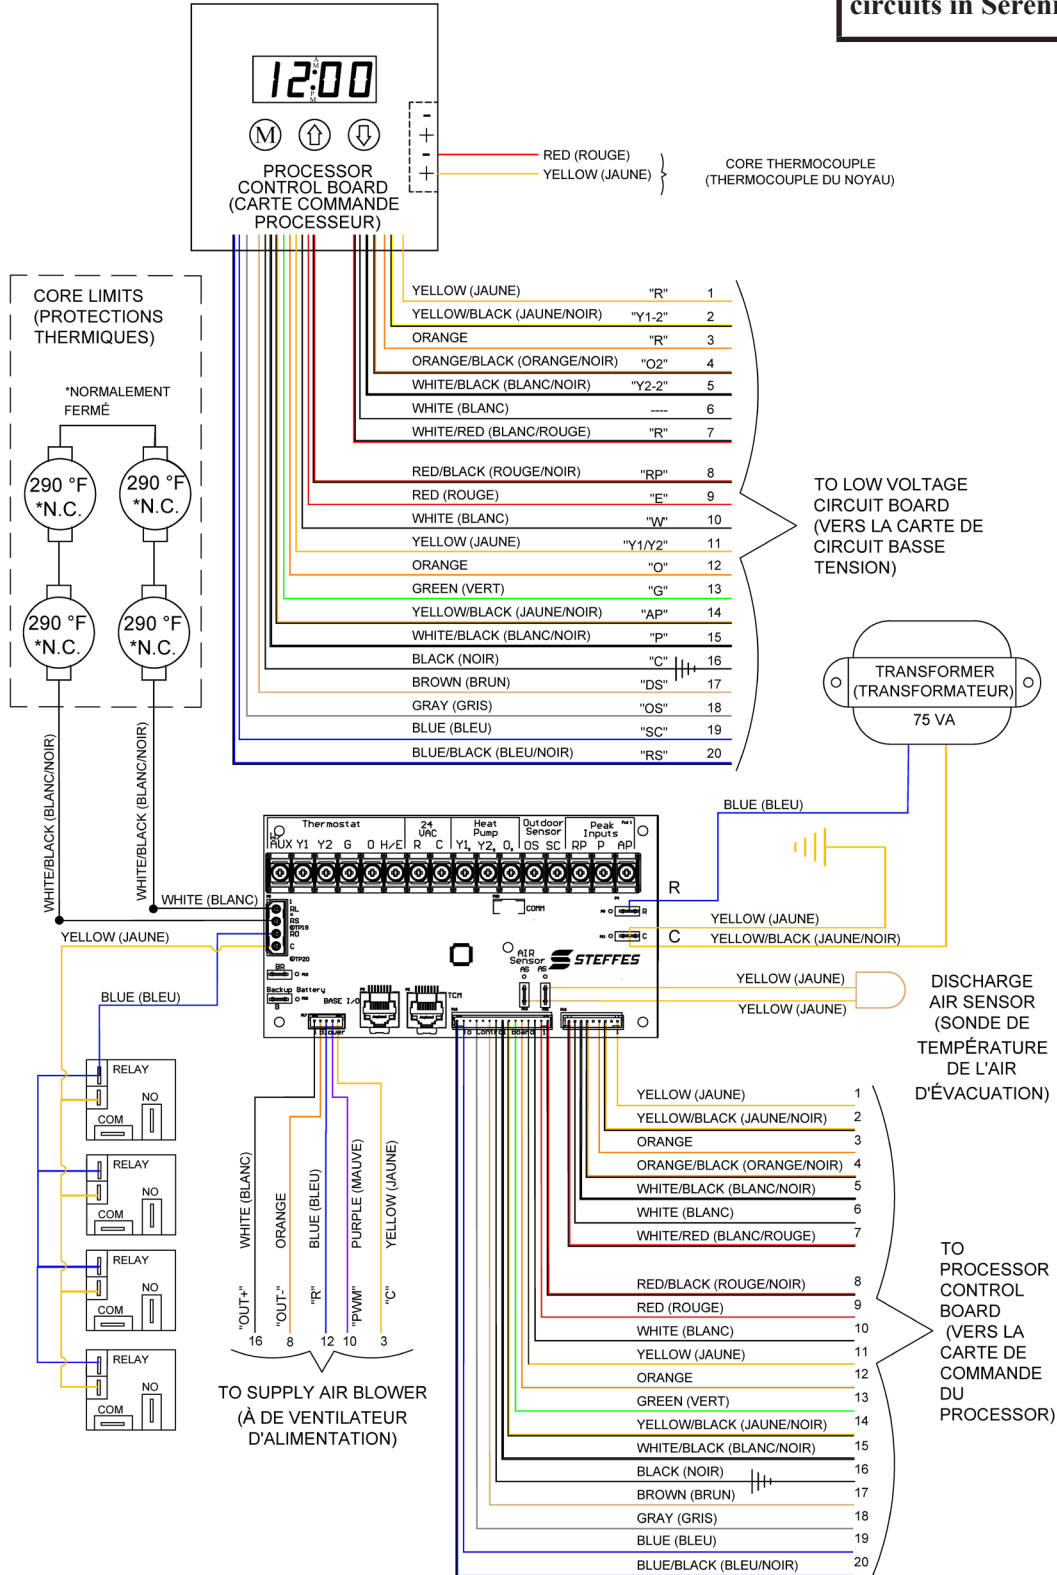 circuits in Sereni
12:00
AM
PM
M
-
+
-
+
PROCESSOR
CONTROL BOARD
(CARTE COMMANDE
PROCESSEUR)
RED (ROUGE)
YELLOW (JAUNE)
CORE THERMOCOUPLE
(THERMOCOUPLE DU NOYAU)
CORE LIMITS
(PROTECTIONS
THERMIQUES)
*NORMALEMENT
FERMÉ
290 °F
*N.C.
290 °F
*N.C.
290 °F
*N.C.
290 °F
*N.C.
WHITE/BLACK (BLANC/NOIR)
WHITE/BLACK (BLANC/NOIR)
YELLOW (JAUNE) "R" 1
YELLOW/BLACK (JAUNE/NOIR) "Y1-2" 2
ORANGE "R" 3
ORANGE/BLACK (ORANGE/NOIR) "O2" 4
WHITE/BLACK (BLANC/NOIR) "Y2-2" 5
WHITE (BLANC) ---- 6
WHITE/RED (BLANC/ROUGE) "R" 7
RED/BLACK (ROUGE/NOIR) "RP" 8
RED (ROUGE) "E" 9
WHITE (BLANC) "W" 10
YELLOW (JAUNE) "Y1/Y2" 11
ORANGE "O" 12
GREEN (VERT) "G" 13
YELLOW/BLACK (JAUNE/NOIR) "AP" 14
WHITE/BLACK (BLANC/NOIR) "P" 15
BLACK (NOIR) "C" 16
BROWN (BRUN) "DS" 17
GRAY (GRIS) "OS" 18
BLUE (BLEU) "SC" 19
BLUE/BLACK (BLEU/NOIR) "RS" 20
TO LOW VOLTAGE
CIRCUIT BOARD
(VERS LA CARTE DE
CIRCUIT BASSE
TENSION)
TRANSFORMER
(TRANSFORMATEUR)
75 VA
BLUE (BLEU)
Thermostat
24
VAC
Heat
Pump
Outdoor
Sensor
Peak
Inputs
AUX Y1 Y2 G O H/E R C Y1₂ Y2₂ O₂ OS SC RP P AP
R
C
R
C
COMM
RL
RS
TP19
RO
C
TP20
BR
Backup Battery
B
BASE I/O
TCM
AIR
Sensor
AS AS
STEFFES
1 Blower
To Control Board 1
WHITE (BLANC)
YELLOW (JAUNE)
BLUE (BLEU)
YELLOW (JAUNE)
YELLOW/BLACK (JAUNE/NOIR)
YELLOW (JAUNE)
YELLOW (JAUNE)
DISCHARGE
AIR SENSOR
(SONDE DE
TEMPÉRATURE
DE L'AIR
D'ÉVACUATION)
RELAY
NO
COM
RELAY
NO
COM
RELAY
NO
COM
RELAY
NO
COM
WHITE (BLANC)
ORANGE
BLUE (BLEU)
PURPLE (MAUVE)
YELLOW (JAUNE)
"OUT+"
"OUT-"
"R"
"PWM"
"C"
16 8 12 10 3
TO SUPPLY AIR BLOWER
(À DE VENTILATEUR
D'ALIMENTATION)
YELLOW (JAUNE) 1
YELLOW/BLACK (JAUNE/NOIR) 2
ORANGE 3
ORANGE/BLACK (ORANGE/NOIR) 4
WHITE/BLACK (BLANC/NOIR) 5
WHITE (BLANC) 6
WHITE/RED (BLANC/ROUGE) 7
RED/BLACK (ROUGE/NOIR) 8
RED (ROUGE) 9
WHITE (BLANC) 10
YELLOW (JAUNE) 11
ORANGE 12
GREEN (VERT) 13
YELLOW/BLACK (JAUNE/NOIR) 14
WHITE/BLACK (BLANC/NOIR) 15
BLACK (NOIR) 16
BROWN (BRUN) 17
GRAY (GRIS) 18
BLUE (BLEU) 19
BLUE/BLACK (BLEU/NOIR) 20
TO
PROCESSOR
CONTROL
BOARD
(VERS LA
CARTE DE
COMMANDE
DU
PROCESSOR)